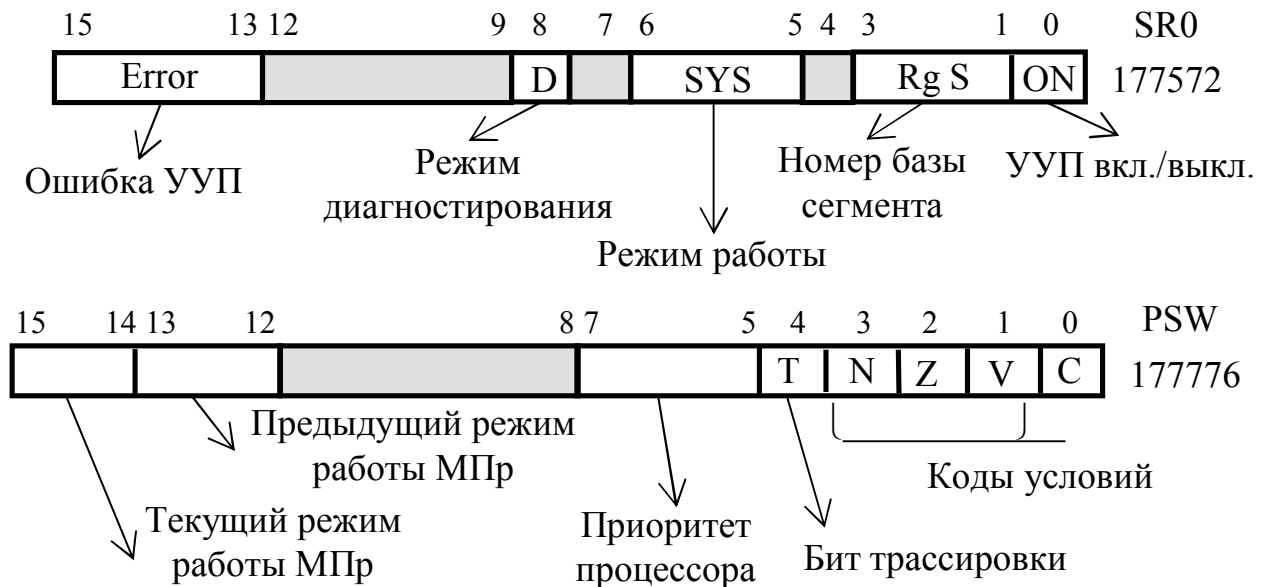 15 13 12 9 8 7 6 5 4 3 1 0 SR0
Error D SYS Rg S ON 177572
Ошибка УУП
Режим
диагностирования
Режим работы
Номер базы
сегмента
УУП вкл./выкл.
15 14 13 12 8 7 5 4 3 2 1 0 PSW
T N Z V C 177776
Предыдущий режим
работы МПр
Текущий режим
работы МПр
Приоритет
процессора
Бит трассировки
Коды условий